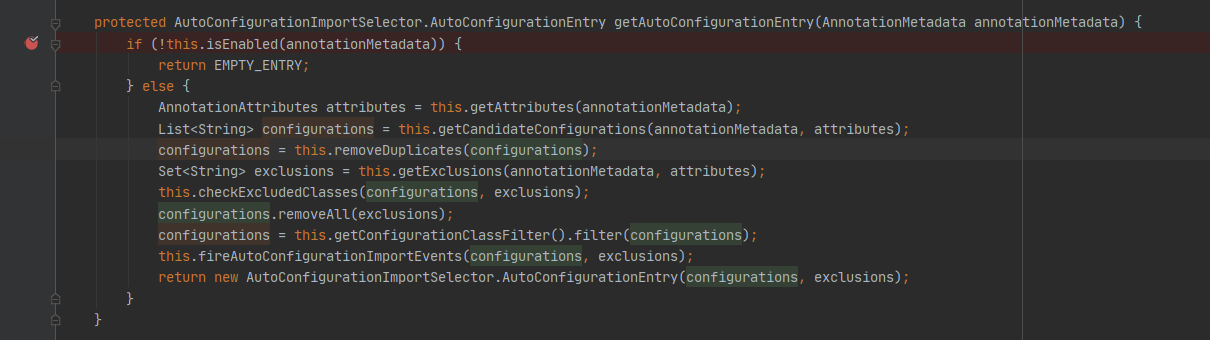 protected AutoConfigurationImportSelector.AutoConfigurationEntry getAutoConfigurationEntry(AnnotationMetadata annotationMetadata) {
if (!this.isEnabled(annotationMetadata)) {
return EMPTY_ENTRY;
} else {
AnnotationAttributes attributes = this.getAttributes(annotationMetadata);
List<String> configurations = this.getCandidateConfigurations(annotationMetadata, attributes);
configurations = this.removeDuplicates(configurations);
Set<String> exclusions = this.getExclusions(annotationMetadata, attributes);
this.checkExcludedClasses(configurations, exclusions);
configurations.removeAll(exclusions);
configurations = this.getConfigurationClassFilter().filter(configurations);
this.fireAutoConfigurationImportEvents(configurations, exclusions);
return new AutoConfigurationImportSelector.AutoConfigurationEntry(configurations, exclusions);
}
}